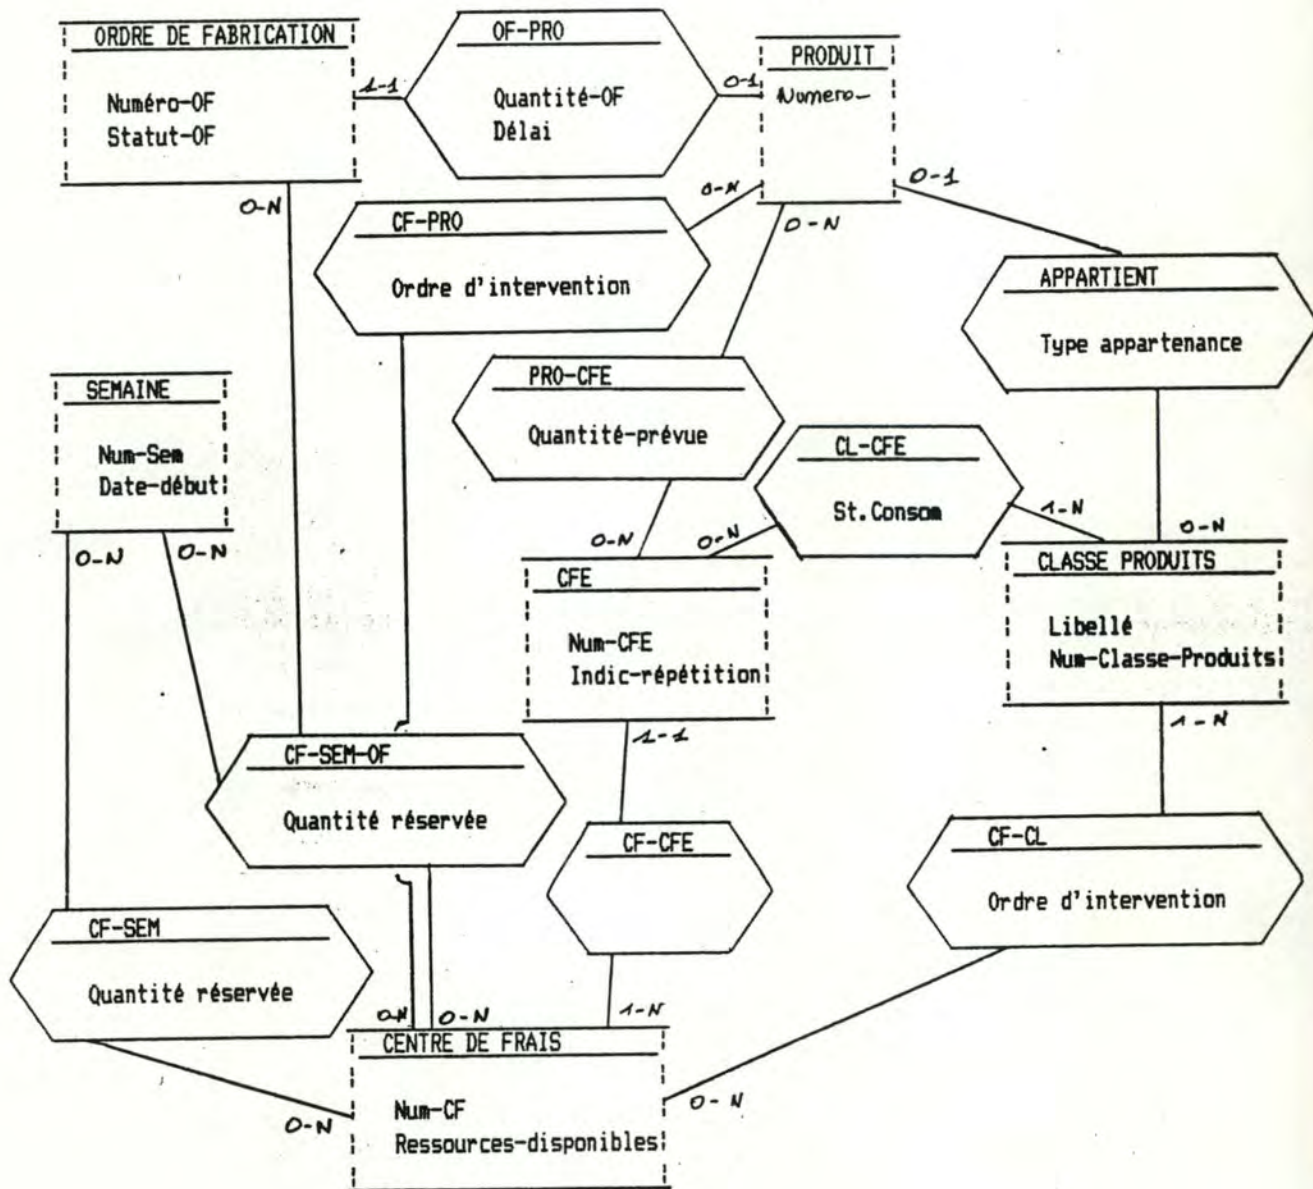 ORDRE DE FABRICATION
Numéro-OF
Statut-OF
1-1
OF-PRO
Quantité-OF
Délai
0-1
PRODUIT
Numero-
0-N
CF-PRO
Ordre d'intervention
0-N
0-N
0-1
APPARTIENT
Type appartenance
SEMAINE
Num-Sem
Date-début
0-N
0-N
PRO-CFE
Quantité-prévue
CL-CFE
St.Consom
0-N
0-N
1-N
0-N
CFE
Num-CFE
Indic-répétition
1-1
CLASSE PRODUITS
Libellé
Num-Classe-Produits
1-N
CF-SEM-OF
Quantité réservée
CF-CFE
CF-CL
Ordre d'intervention
CF-SEM
Quantité réservée
0-N
0-N
1-N
CENTRE DE FRAIS
Num-CF
Ressources-disponibles
0-N
0-N